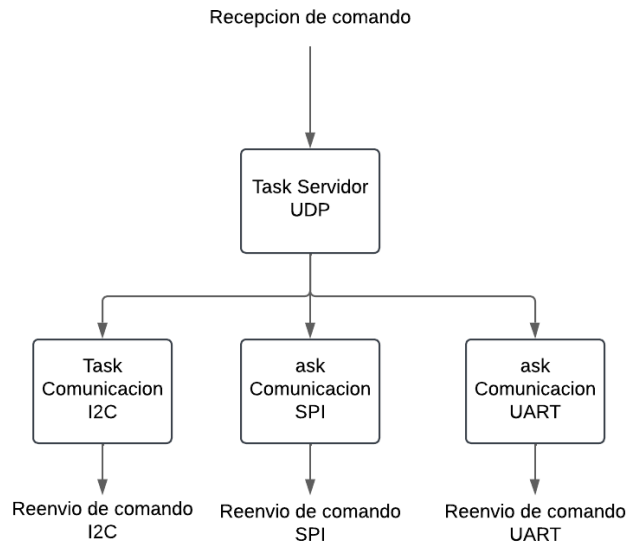 Recepcion de comando
Task Servidor
UDP
Task
Comunicacion
I2C
ask
Comunicacion
SPI
ask
Comunicacion
UART
Reenvio de comando
I2C
Reenvio de comando
SPI
Reenvio de comando
UART